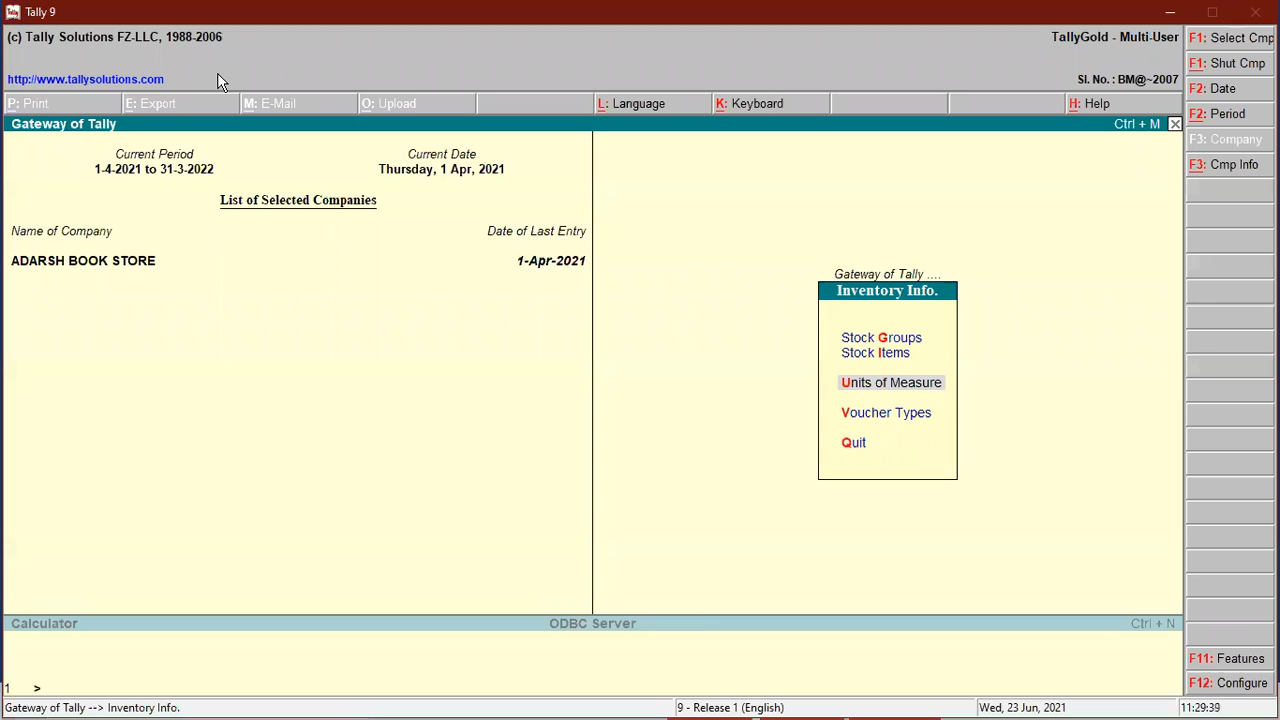 Tally 9
(c) Tally Solutions FZ-LLC, 1988-2006
TallyGold - Multi-User
http://www.tallysolutions.com
Sl. No. : BM@~2007
P: Print
E: Export
M: E-Mail
O: Upload
L: Language
K: Keyboard
H: Help
Gateway of Tally
Ctrl + M
Current Period
Current Date
1-4-2021 to 31-3-2022
Thursday, 1 Apr, 2021
List of Selected Companies
Name of Company
Date of Last Entry
ADARSH BOOK STORE
1-Apr-2021
Gateway of Tally ....
Inventory Info.
Stock Groups
Stock Items
Units of Measure
Voucher Types
Quit
F1: Select Cmp
F1: Shut Cmp
F2: Date
F2: Period
F3: Company
F3: Cmp Info
F11: Features
F12: Configure
Calculator
ODBC Server
Ctrl + N
1 >
Gateway of Tally --> Inventory Info.
9 - Release 1 (English)
Wed, 23 Jun, 2021
11:29:39